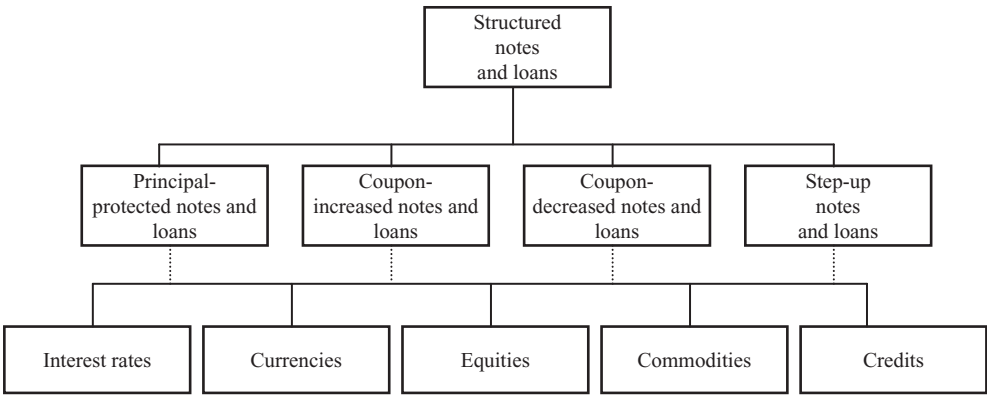 Structured
notes
and loans
Principal-
protected notes and
loans
Coupon-
increased notes and
loans
Coupon-
decreased notes and
loans
Step-up
notes
and loans
Interest rates
Currencies
Equities
Commodities
Credits